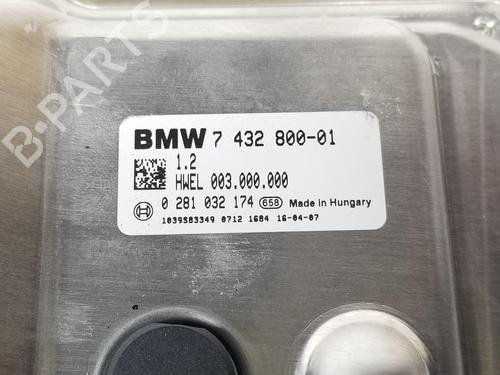 BMW 7 432 800-01
1.2
HWEL 003.000.000
0 281 032 174 658 Made in Hungary
1039S83349 0712 1684 16-04-07
B-PARTS